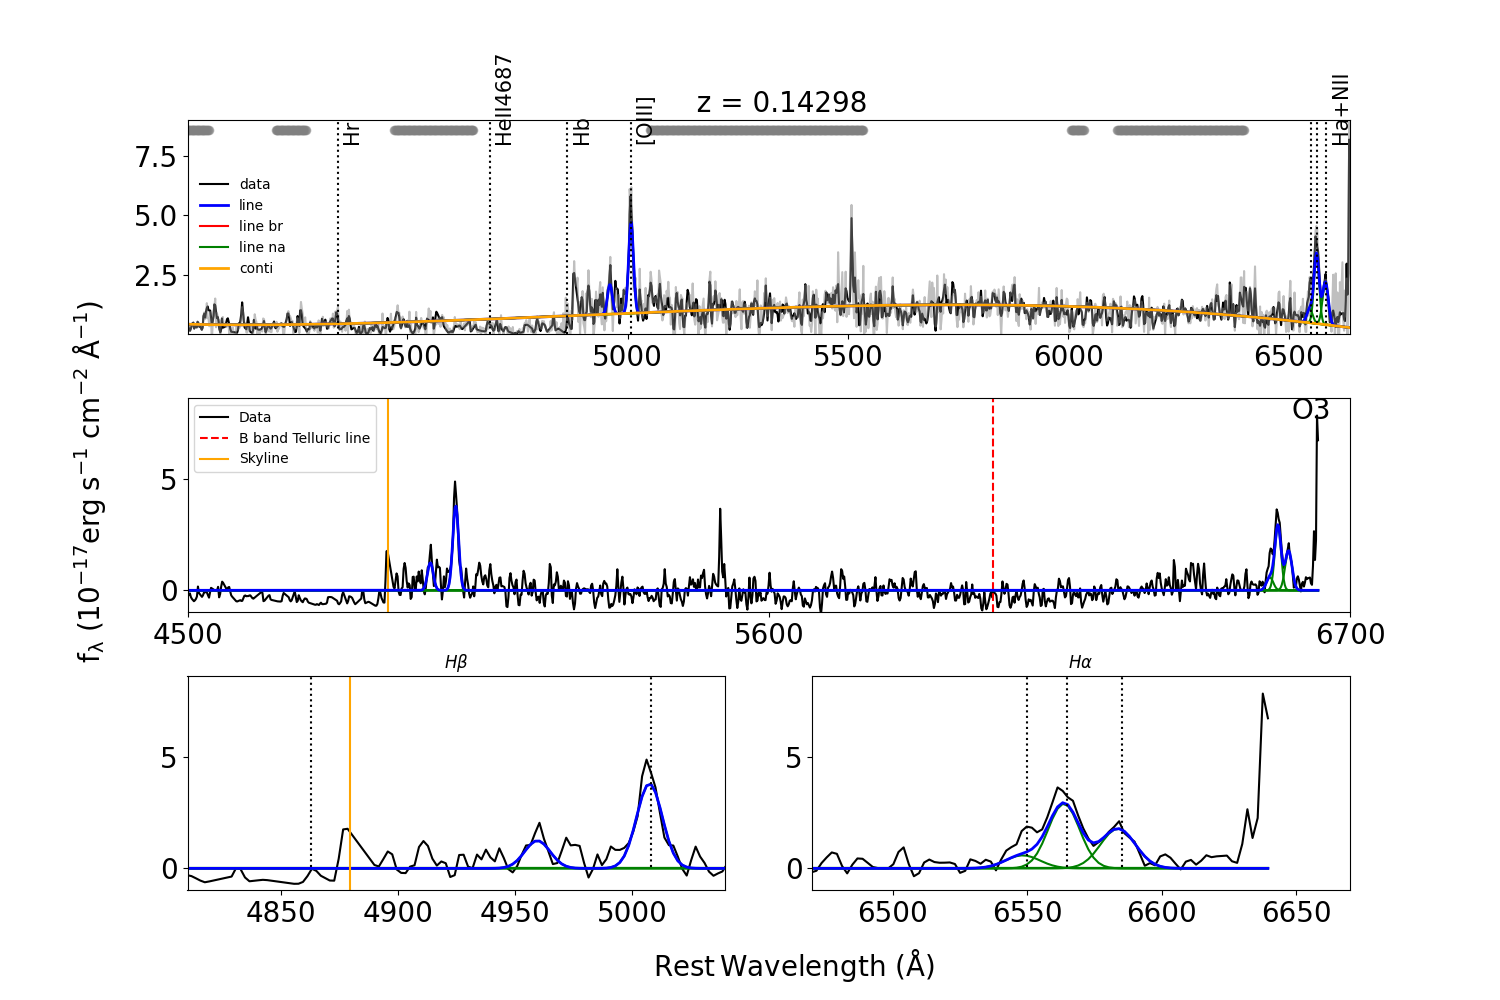 z = 0.14298
Hr
HeII4687
Hb
[OIII]
Ha+NII
7.5
5.0
2.5
data
line
line br
line na
conti
4500
5000
5500
6000
6500
fλ (10−17erg s−1 cm−2 Å−1)
O3
5
0
Data
B band Telluric line
Skyline
4500
5600
6700
Hβ
5
0
4850
4900
4950
5000
Hα
5
0
6500
6550
6600
6650
Rest Wavelength (Å)